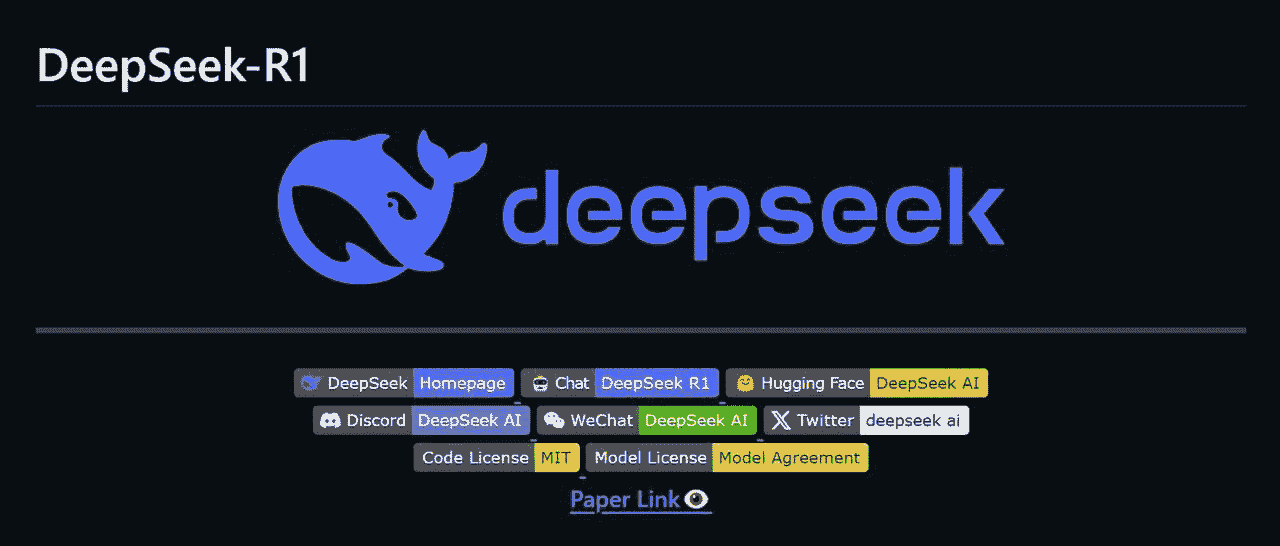 DeepSeek-R1
deepseek
DeepSeek Homepage Chat DeepSeek R1 Hugging Face DeepSeek AI
Discord DeepSeek AI WeChat DeepSeek AI Twitter deepseek ai
Code License MIT Model License Model Agreement
Paper Link